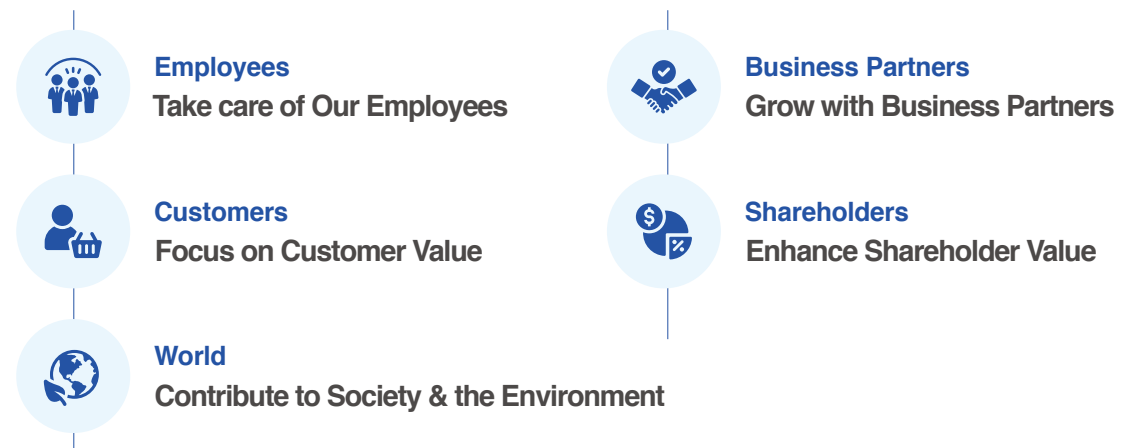 Employees
Take care of Our Employees
Customers
Focus on Customer Value
World
Contribute to Society & the Environment
Business Partners
Grow with Business Partners
Shareholders
Enhance Shareholder Value